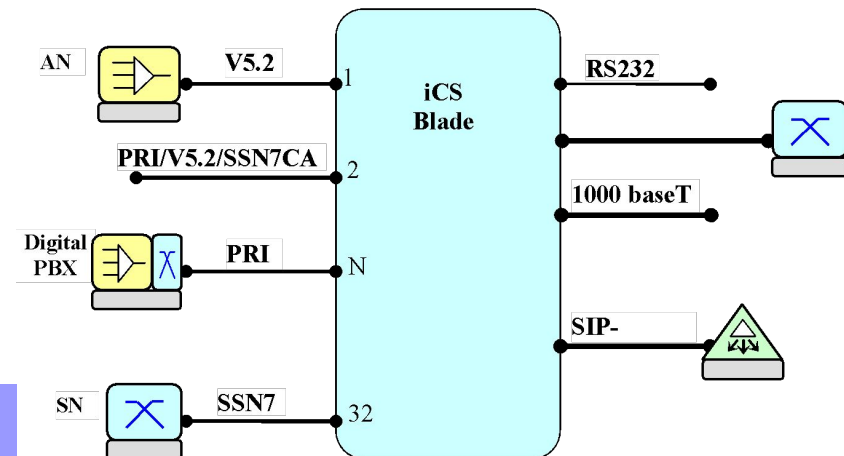 AN
V5.2
1
PRI/V5.2/SSN7CA
2
Digital
PBX
PRI
N
SN
SSN7
32
iCS
Blade
RS232
1000 baseT
SIP-